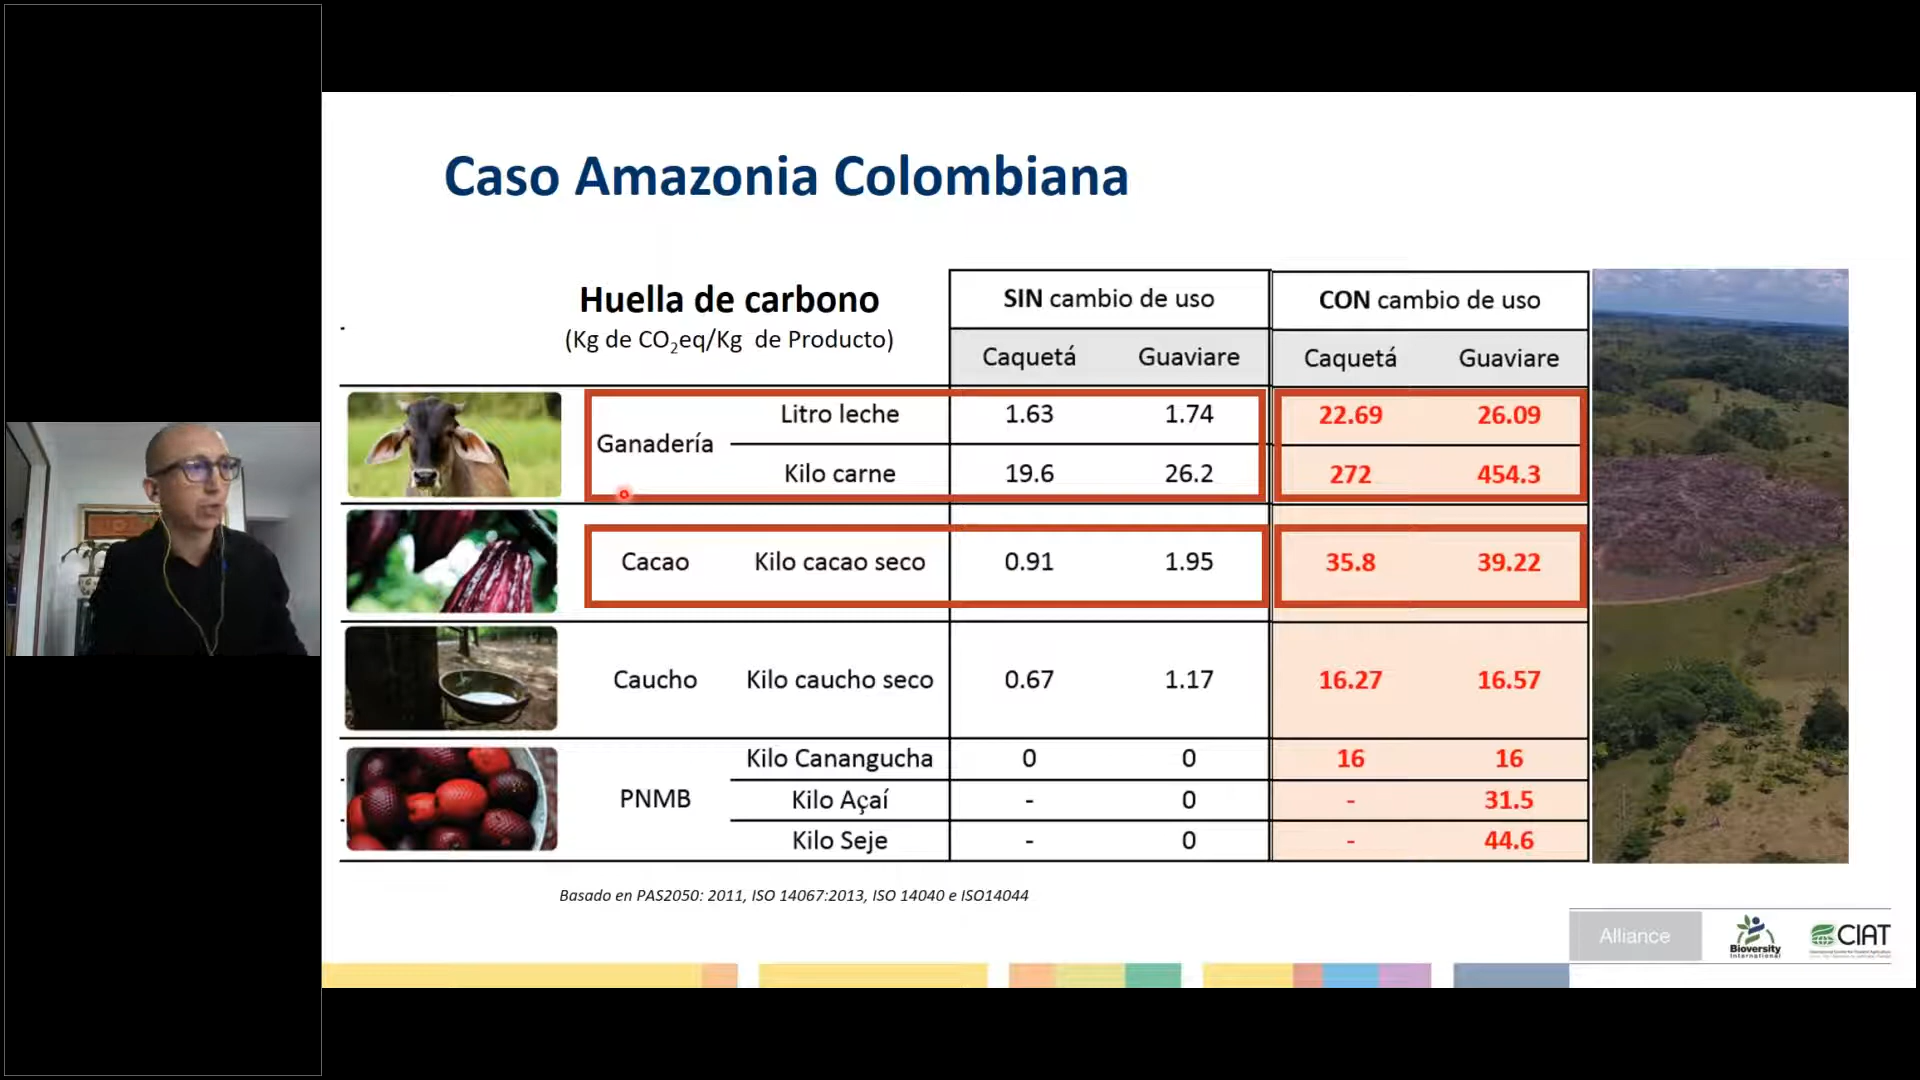 Caso Amazonia Colombiana
Huella de carbono
(Kg de CO2eq/Kg de Producto)
SIN cambio de uso
CON cambio de uso
Caquetá Guaviare Caquetá Guaviare
Ganadería
Litro leche 1.63 1.74 22.69 26.09
Kilo carne 19.6 26.2 272 454.3
Cacao Kilo cacao seco 0.91 1.95 35.8 39.22
Caucho Kilo caucho seco 0.67 1.17 16.27 16.57
PNMB
Kilo Canangucha 0 0 16 16
Kilo Açaí - 0 - 31.5
Kilo Seje - 0 - 44.6
Basado en PAS2050: 2011, ISO 14067:2013, ISO 14040 e ISO14044
Alliance
Bioversity
International
CIAT